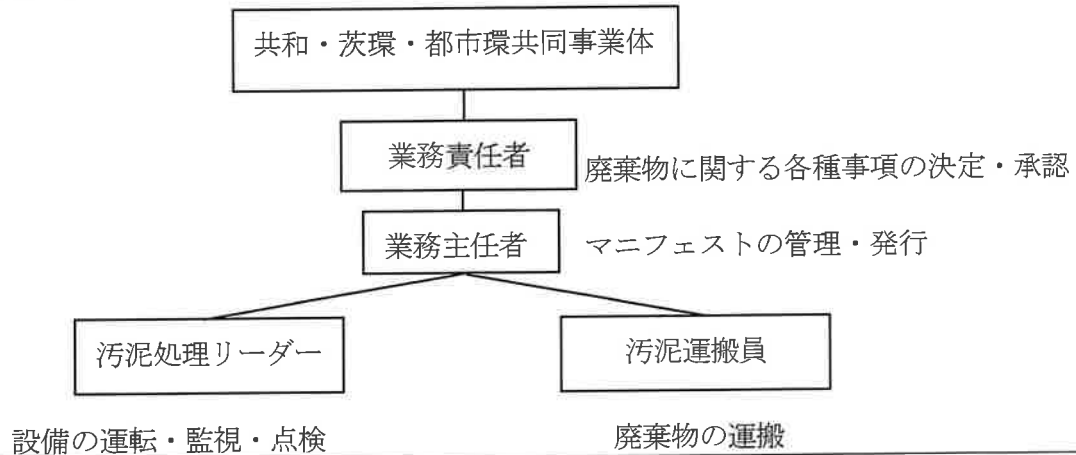 共和・茨環・都市環共同事業体
業務責任者
廃棄物に関する各種事項の決定・承認
業務主任者
マニフェストの管理・発行
汚泥処理リーダー
汚泥運搬員
設備の運転・監視・点検
廃棄物の運搬